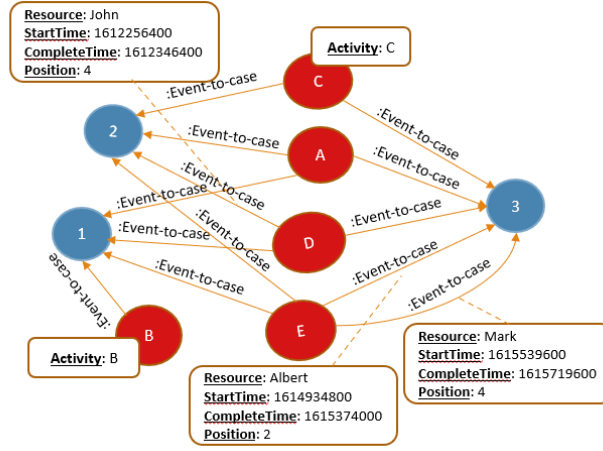 Resource: John
StartTime: 1612256400
CompleteTime: 1612346400
Position: 4
Activity: C
C
:Event-to-case
:Event-to-case
2
:Event-to-case
A
:Event-to-case
:Event-to-case
:Event-to-case
3
:Event-to-case
1
:Event-to-case
D
:Event-to-case
:Event-to-case
:Event-to-case
:Event-to-case
:Event-to-case
:Event-to-case
B
E
Activity: B
Resource: Mark
StartTime: 1615539600
CompleteTime: 1615719600
Position: 4
Resource: Albert
StartTime: 1614934800
CompleteTime: 1615374000
Position: 2